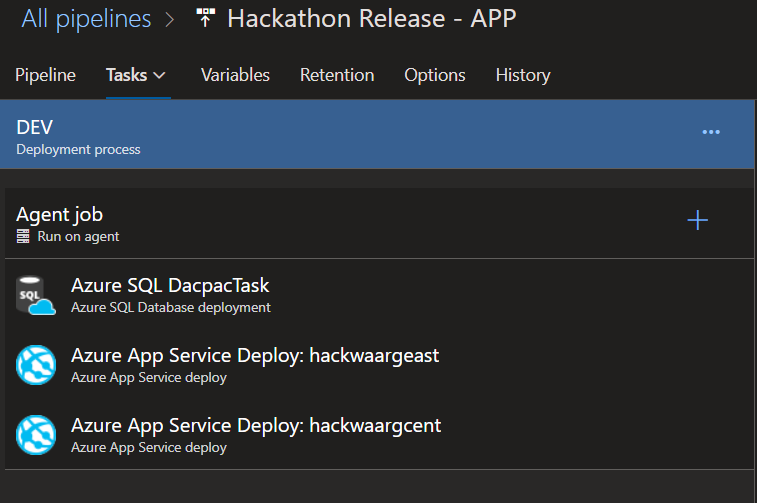 All pipelines > Hackathon Release - APP
Pipeline Tasks Variables Retention Options History
DEV
Deployment process
Agent job
Run on agent
SQL
Azure SQL DacpacTask
Azure SQL Database deployment
Azure App Service Deploy: hackwaargeast
Azure App Service deploy
Azure App Service Deploy: hackwaargcent
Azure App Service deploy